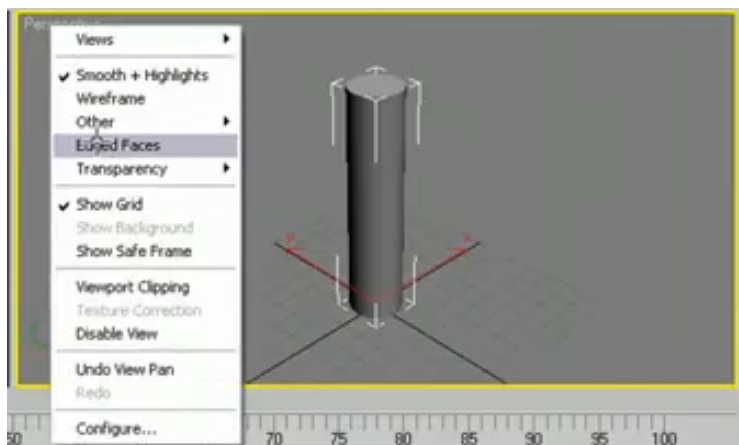 Views
Smooth + Highlights
Wireframe
Other
Edged Faces
Transparency
Show Grid
Show Background
Show Safe Frame
Viewport Clipping
Texture Correction
Disable View
Undo View Pan
Redo
Configure...
70 75 80 85 90 95 100